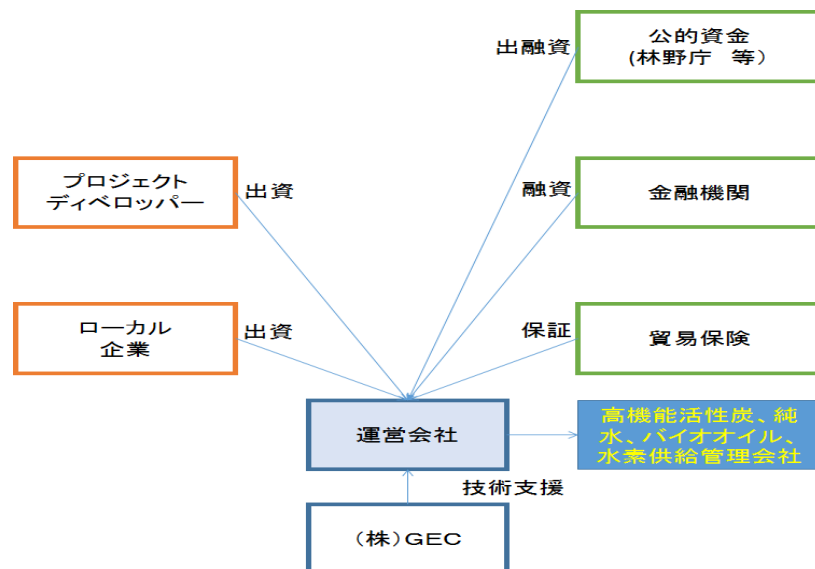 出融資
公的資金
(林野庁　等）
プロジェクト
ディベロッパー
出資
融資
金融機関
ローカル
企業
出資
保証
貿易保険
運営会社
高機能活性炭、純
水、バイオオイル、
水素供給管理会社
技術支援
（株）GEC